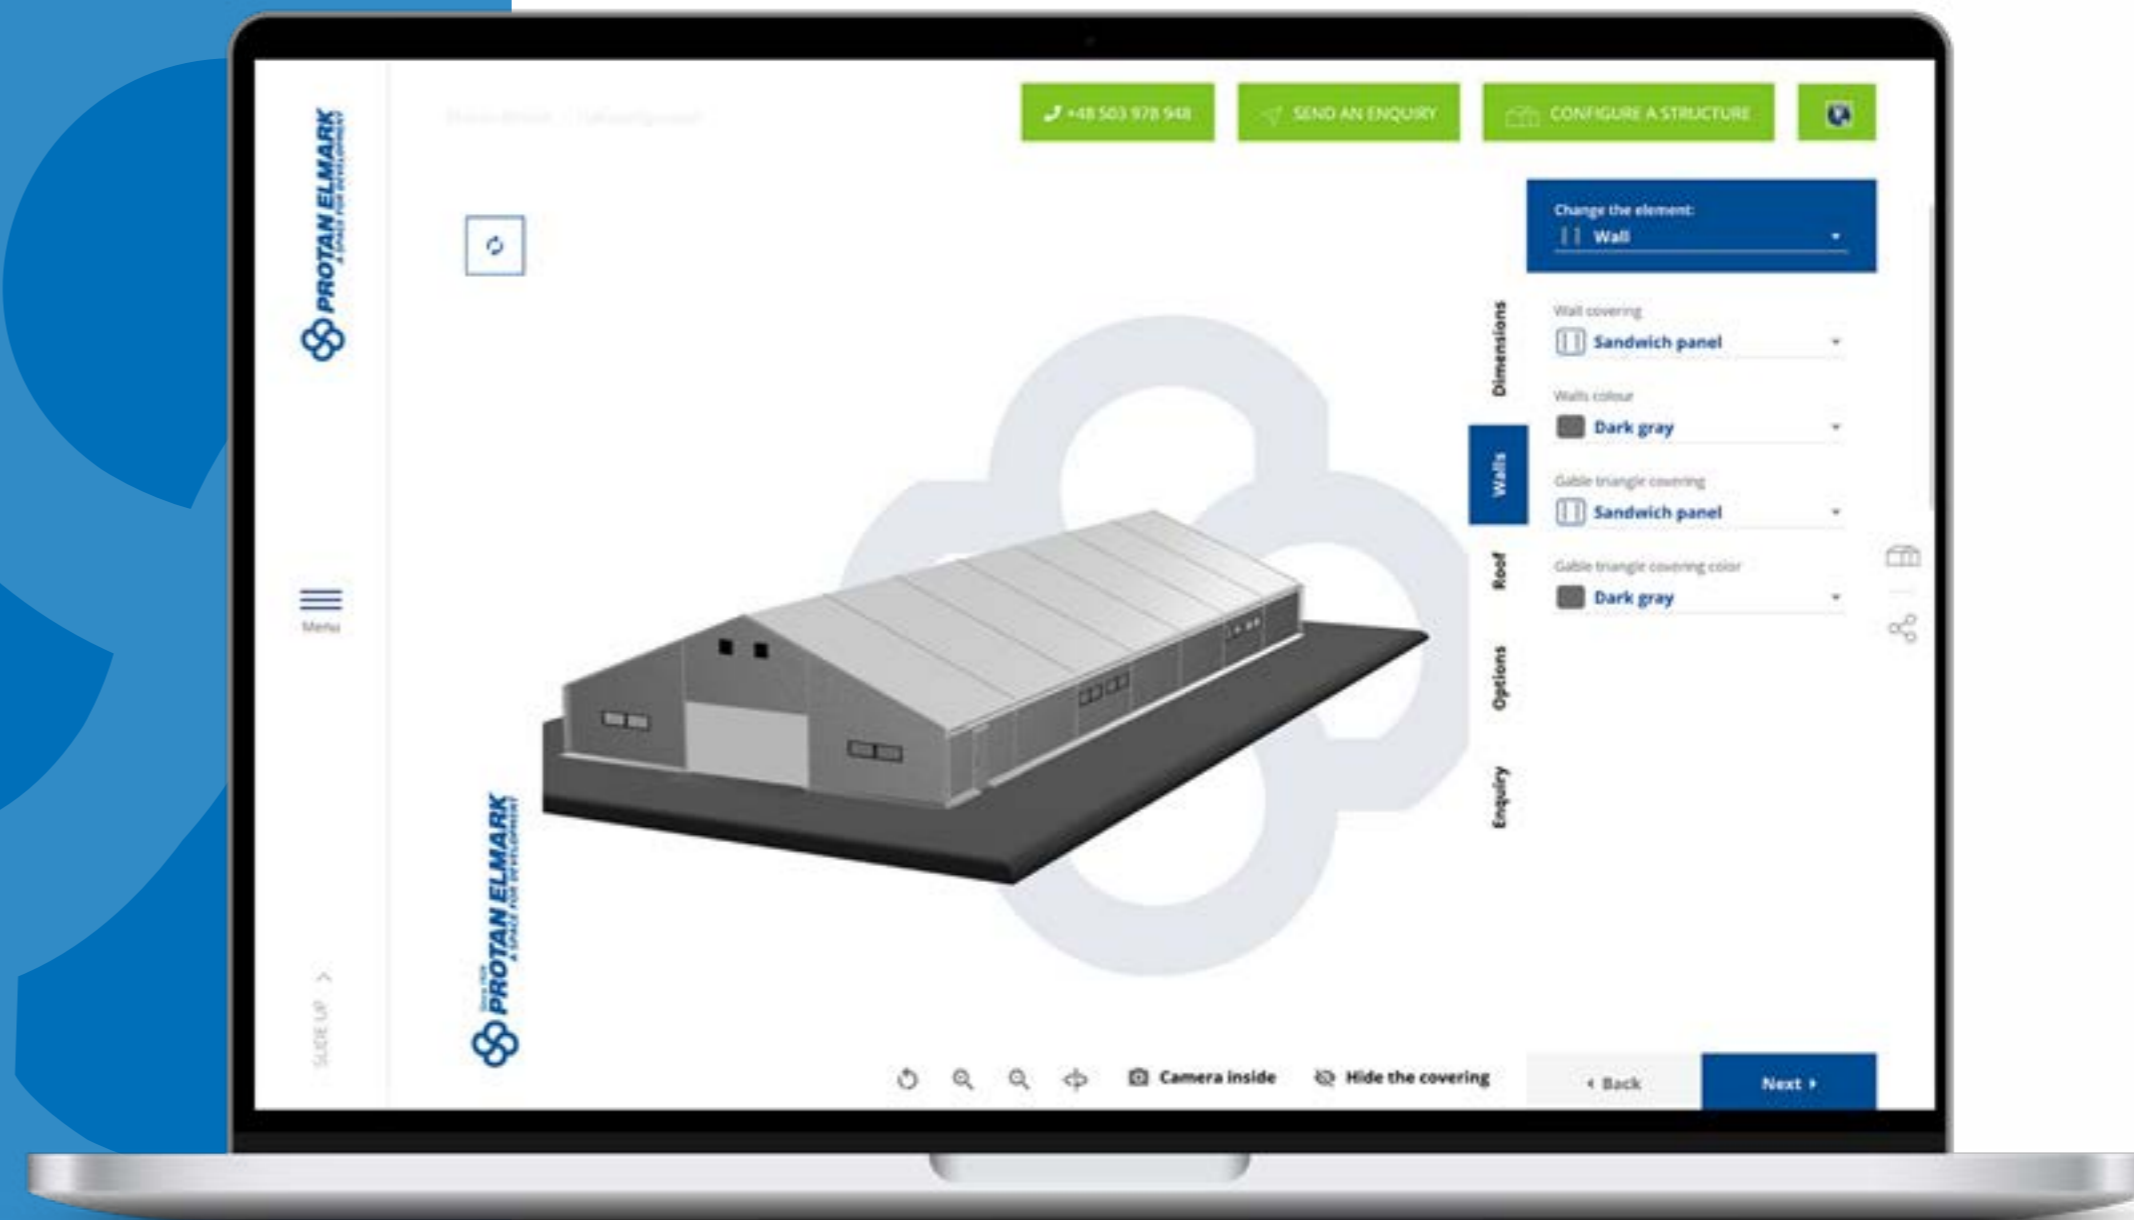 PROTAN ELMARK
A SPACE FOR DEVELOPMENT
Menu
SLIDE UP
+48 503 978 948
SEND AN ENQUIRY
CONFIGURE A STRUCTURE
Change the element:
Wall
Dimensions
Walls
Roof
Options
Enquiry
Wall covering
Sandwich panel
Walls colour
Dark gray
Gable triangle covering
Sandwich panel
Gable triangle covering color
Dark gray
PROTAN ELMARK
A SPACE FOR DEVELOPMENT
Camera inside
Hide the covering
Back
Next